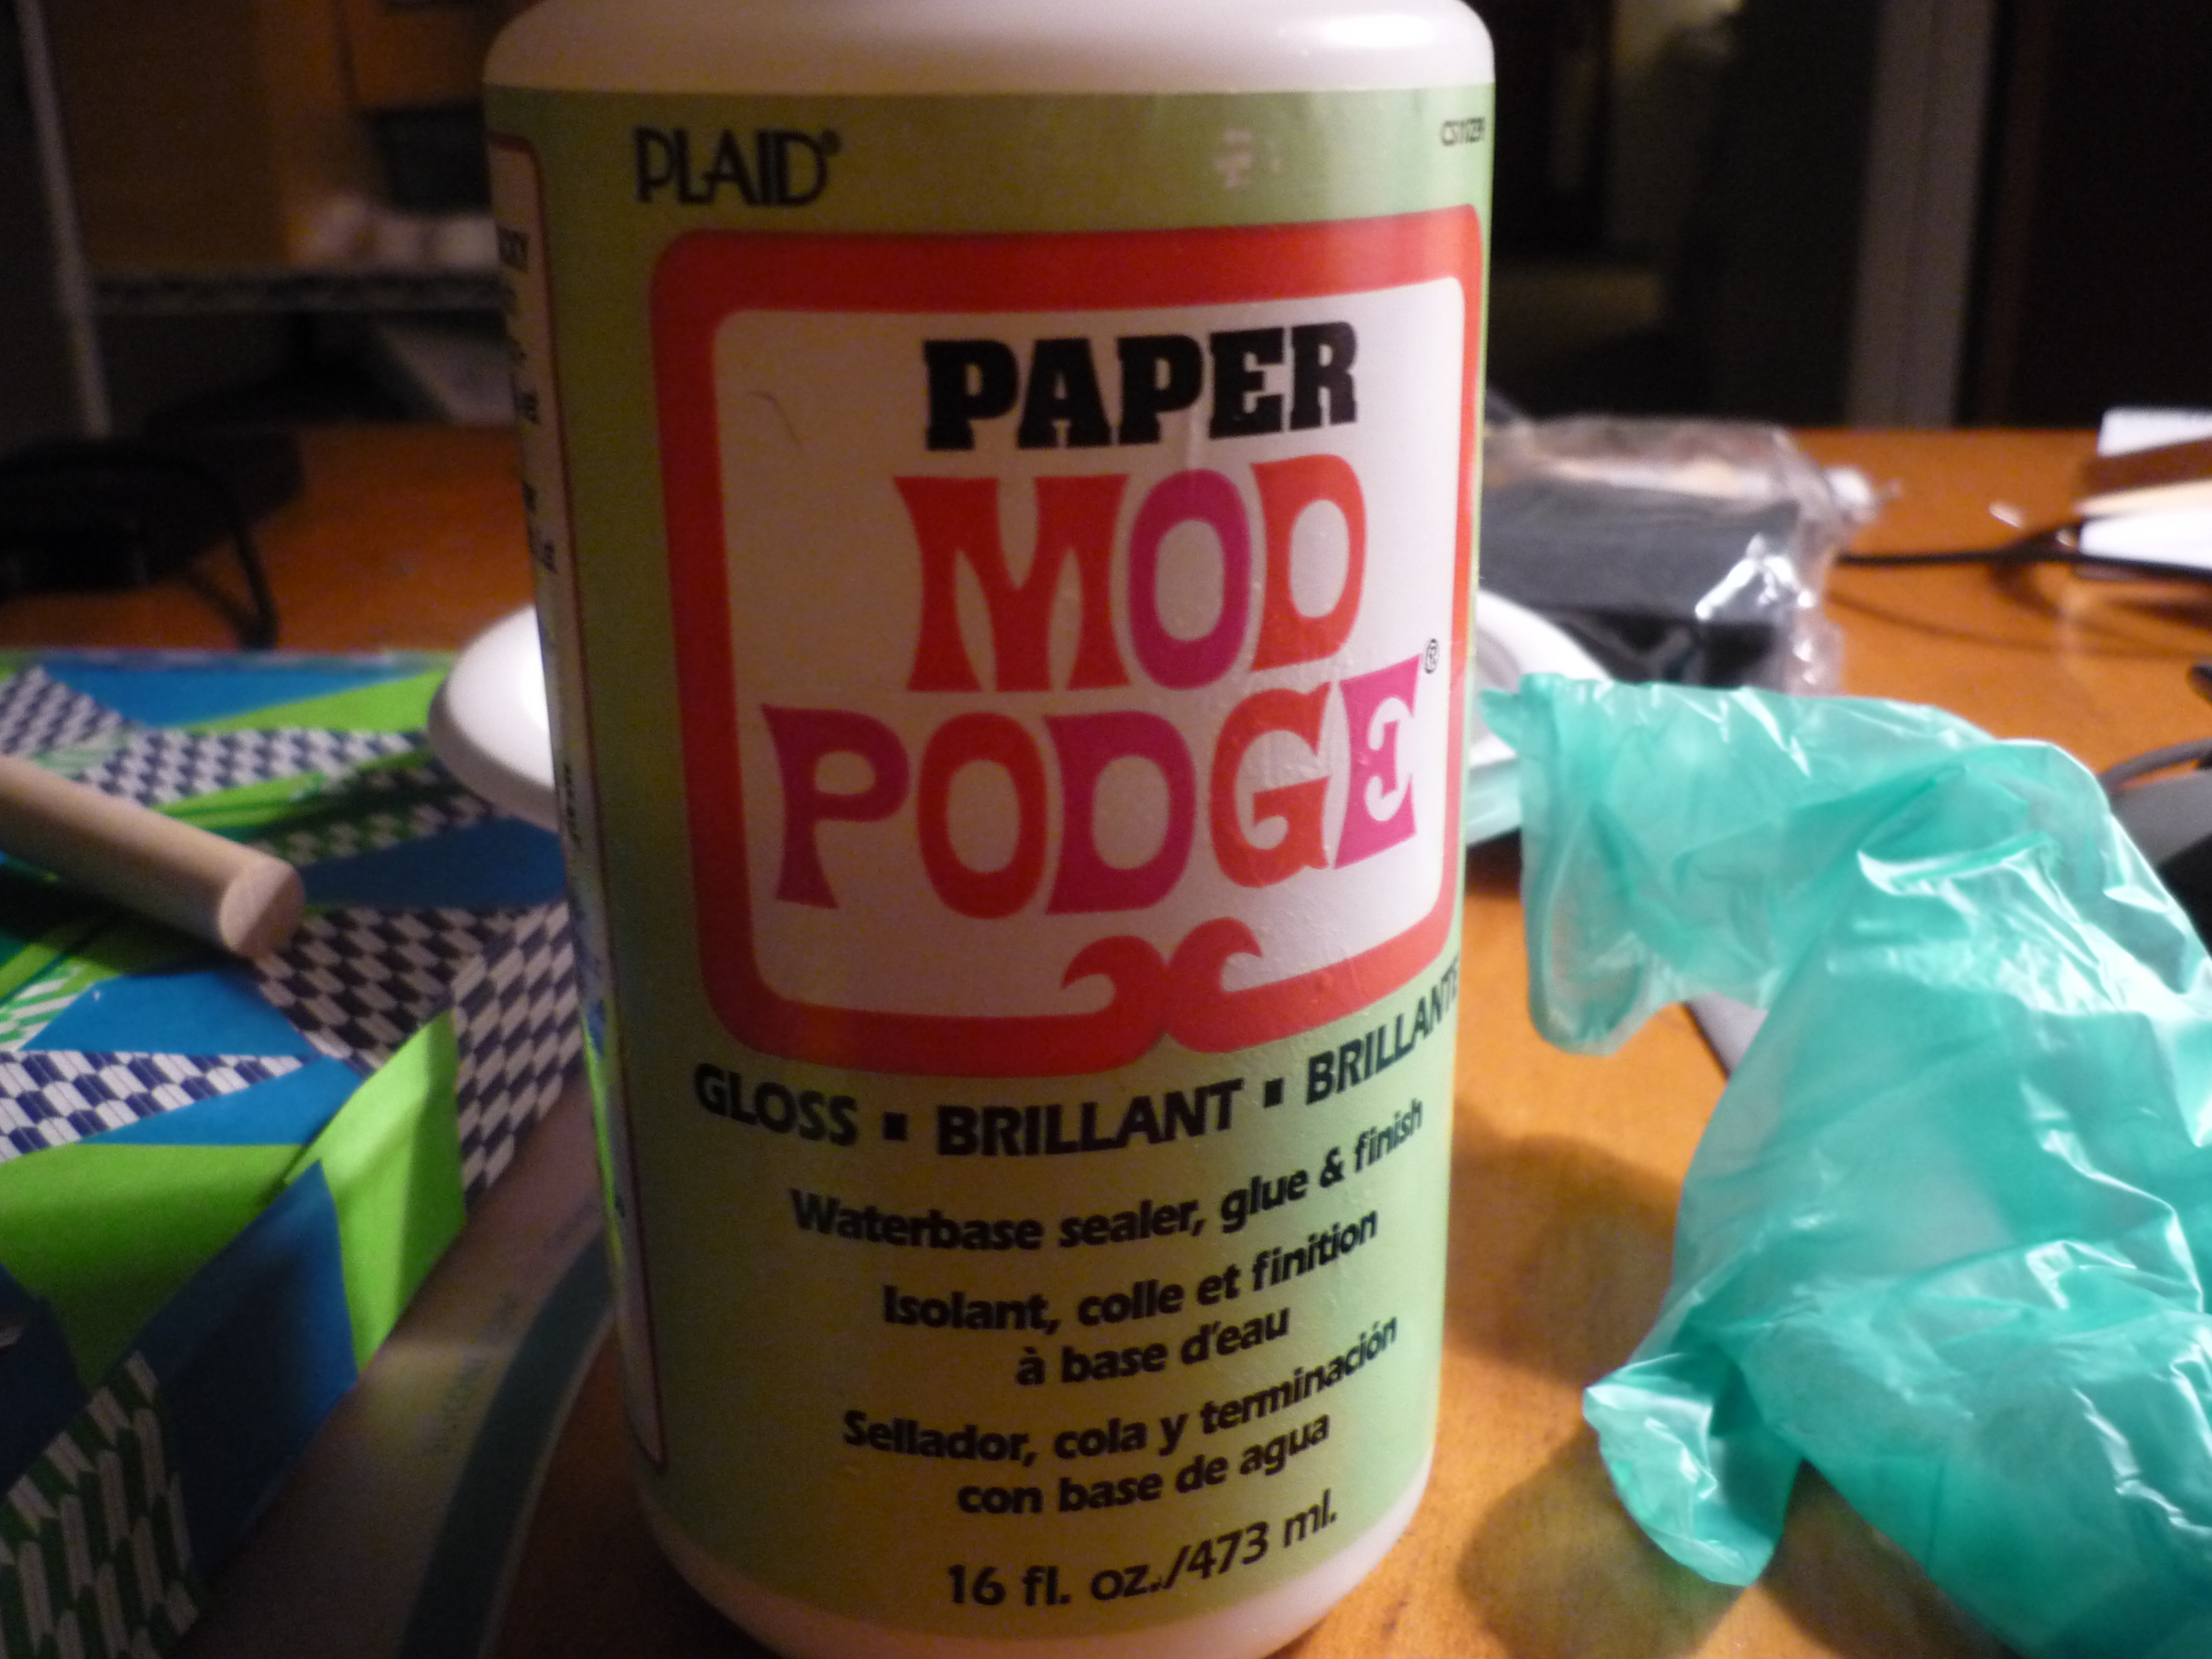 PLAID®
CS11239
PAPER
MOD
PODGE®
GLOSS ▪ BRILLANT ▪ BRILLANTE
Waterbase sealer, glue & finish
Isolant, colle et finition
à base d'eau
Sellador, cola y terminación
con base de agua
16 fl. oz./473 ml.